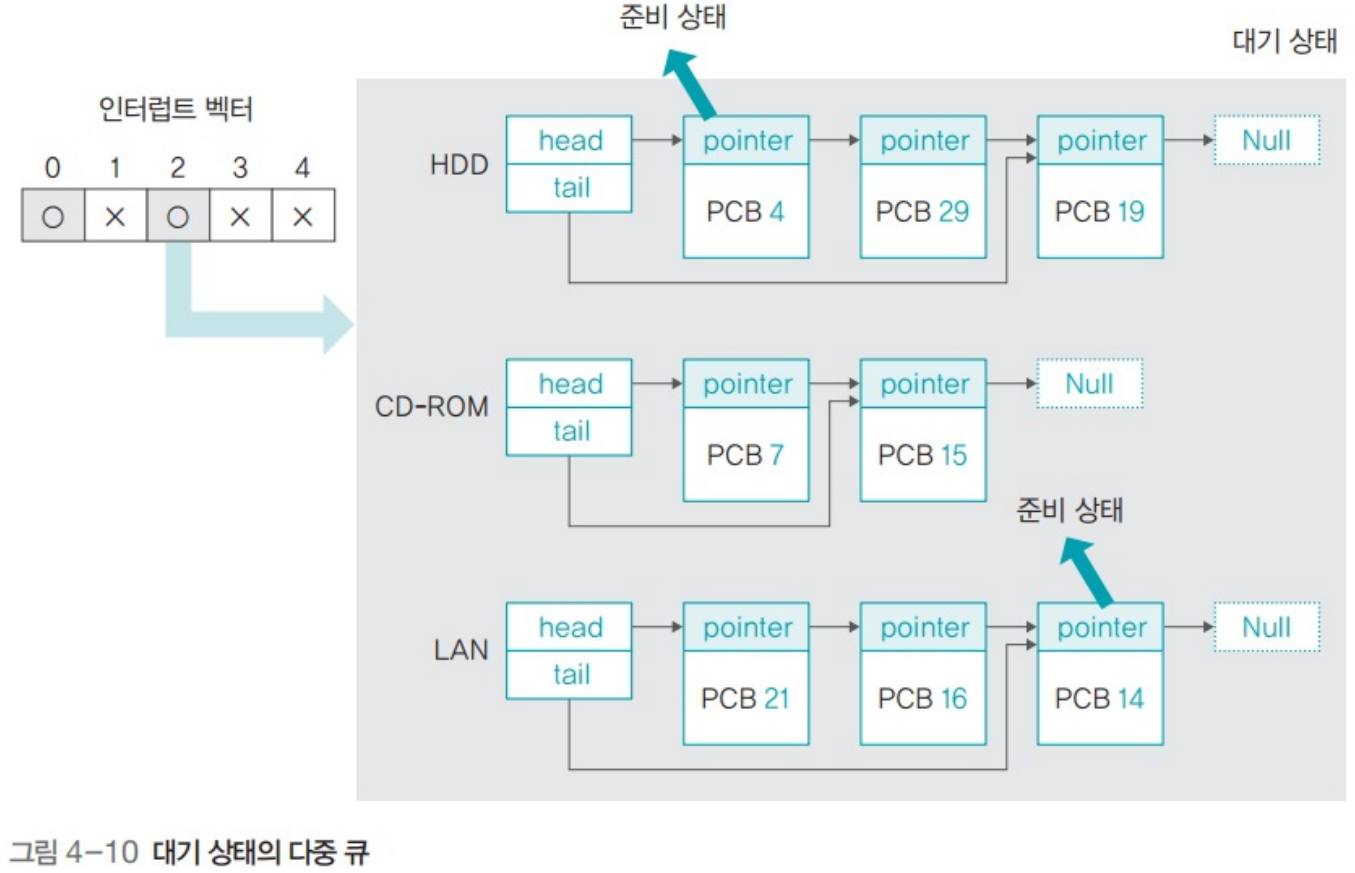 준비 상태
대기 상태
인터럽트 벡터
0 1 2 3 4
○ × ○ × ×
HDD
head
tail
pointer
PCB 4
pointer
PCB 29
pointer
PCB 19
Null
CD-ROM
head
tail
pointer
PCB 7
pointer
PCB 15
Null
준비 상태
LAN
head
tail
pointer
PCB 21
pointer
PCB 16
pointer
PCB 14
Null
그림 4-10 대기 상태의 다중 큐